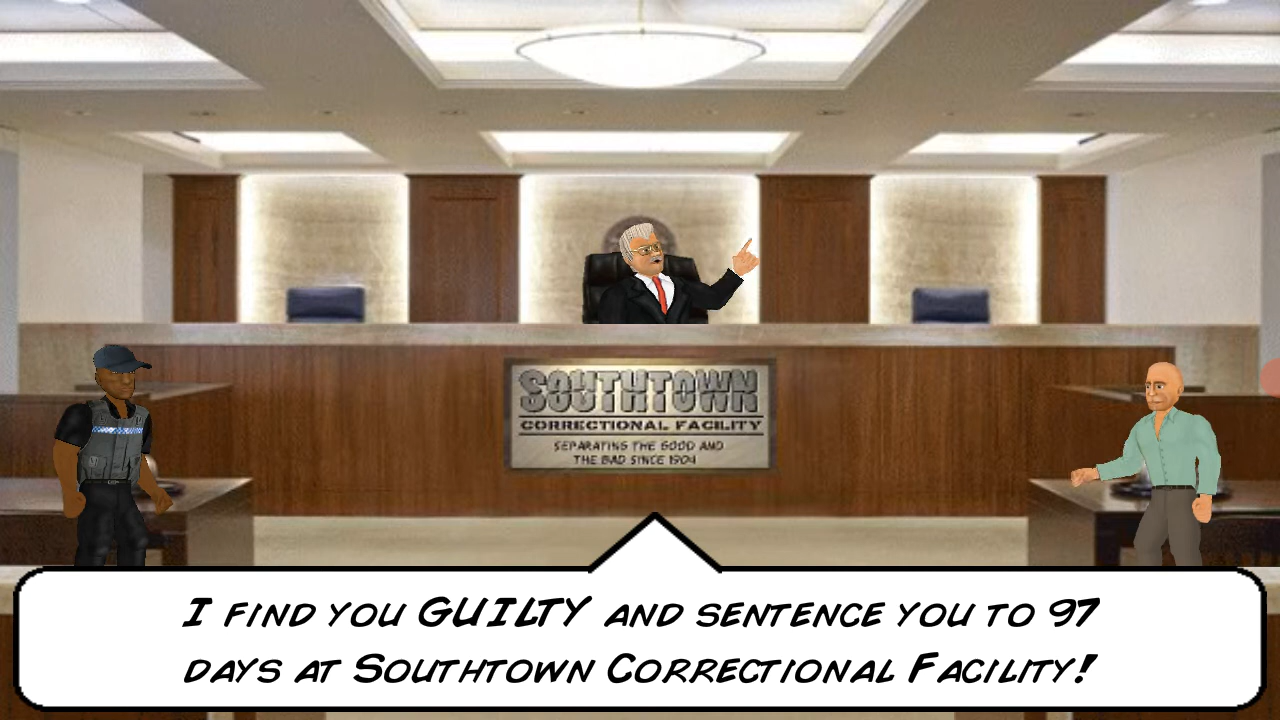 SOUTHTOWN
CORRECTIONAL FACILITY
SEPARATING THE GOOD AND
THE BAD SINCE 1904
I FIND YOU GUILTY AND SENTENCE YOU TO 97
DAYS AT SOUTHTOWN CORRECTIONAL FACILITY!